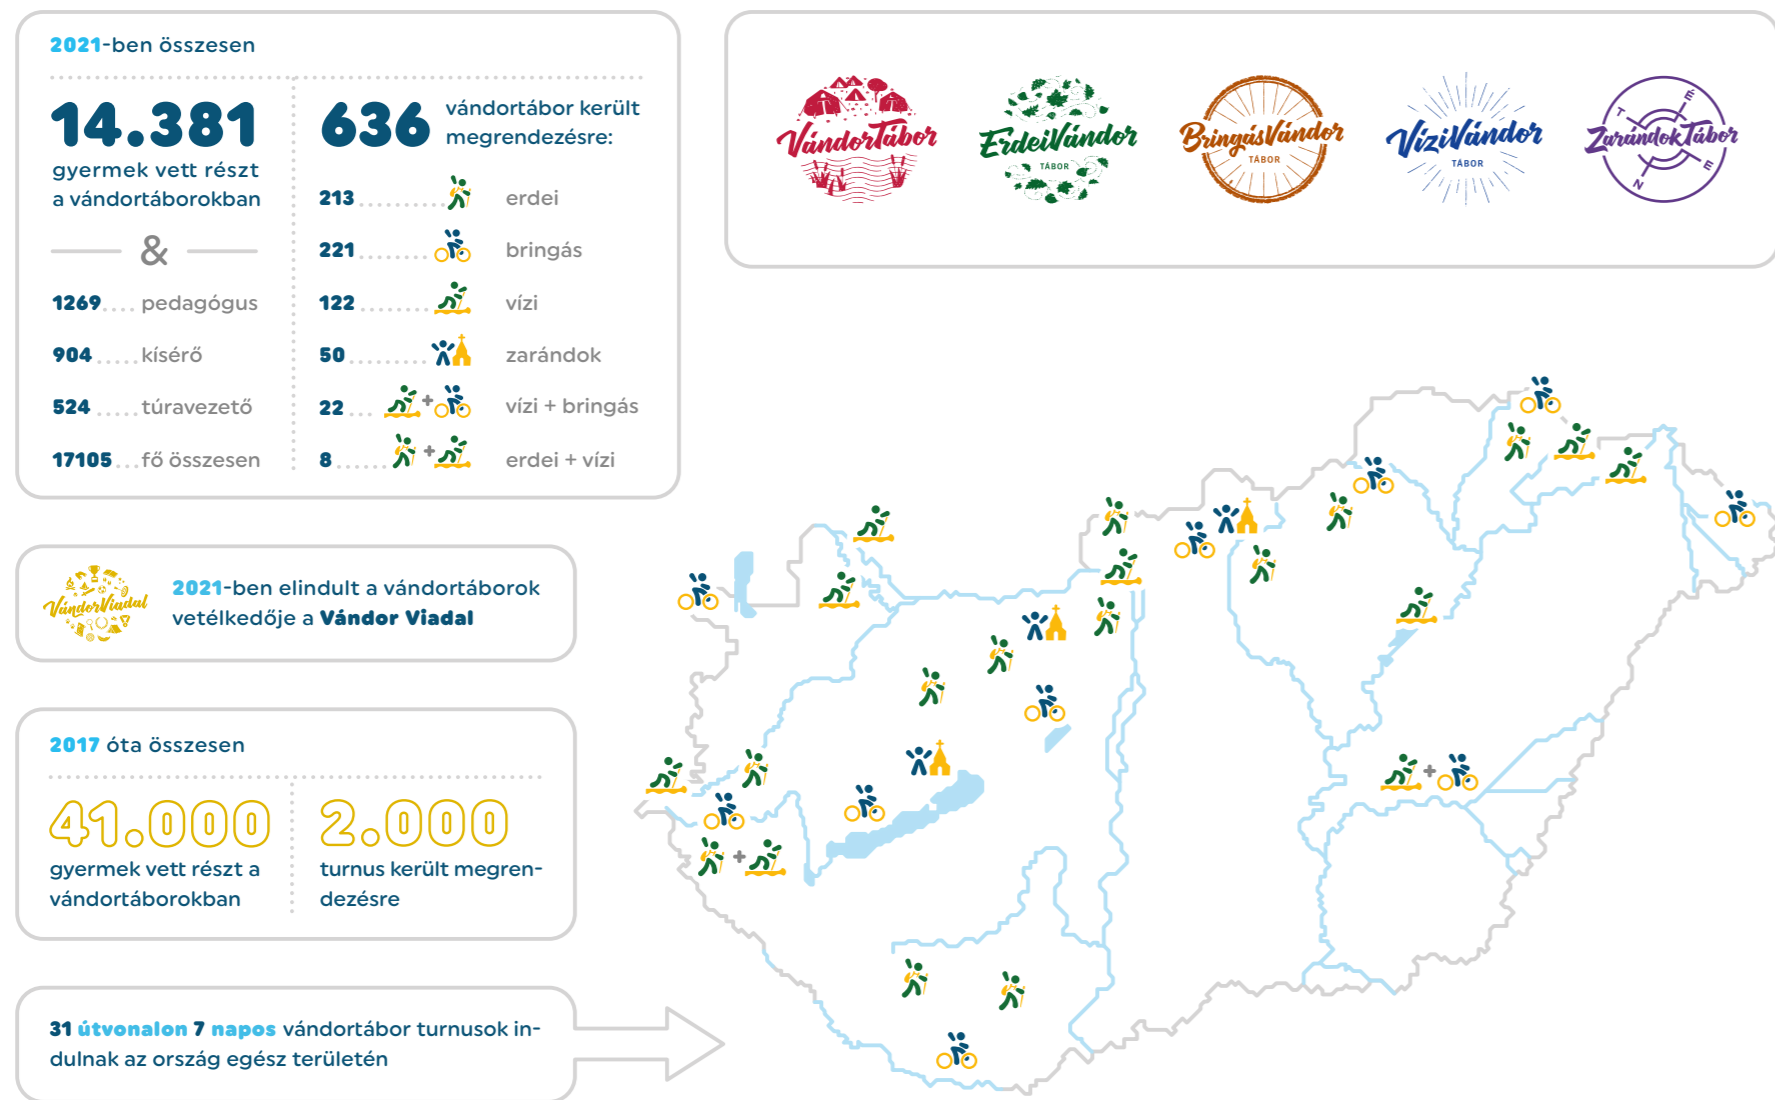 2021-ben összesen
14.381
gyermek vett részt
a vándortáborokban
&
1269.... pedagógus
904..... kísérő
524..... túravezető
17105... fő összesen
636 vándortábor került
megrendezésre:
213 erdei
221 bringás
122 vízi
50 zarándok
22 + vízi + bringás
8 + erdei + vízi
VándorTábor
ErdeiVándor
TÁBOR
BringásVándor
TÁBOR
VíziVándor
TÁBOR
ZarándokTábor
É
T
E
N
VándorViadal
2021-ben elindult a vándortáborok
vetélkedője a Vándor Viadal
2017 óta összesen
41.000
gyermek vett részt a
vándortáborokban
2.000
turnus került megren-
dezésre
31 útvonalon 7 napos vándortábor turnusok in-
dulnak az ország egész területén
+
+